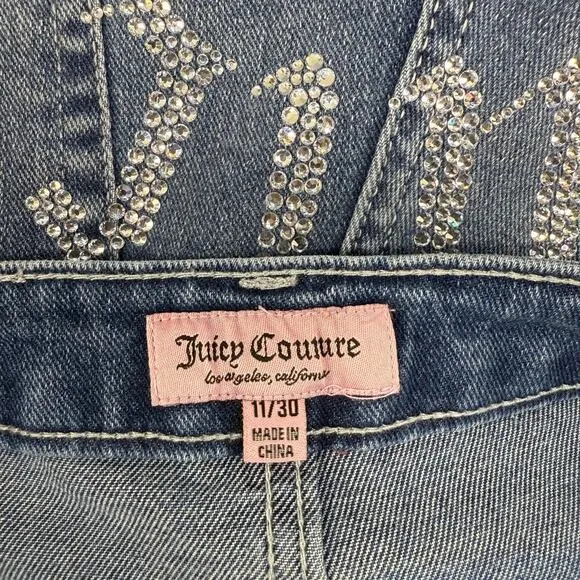 Juicy Couture
los angeles, california
11/30
MADE IN
CHINA